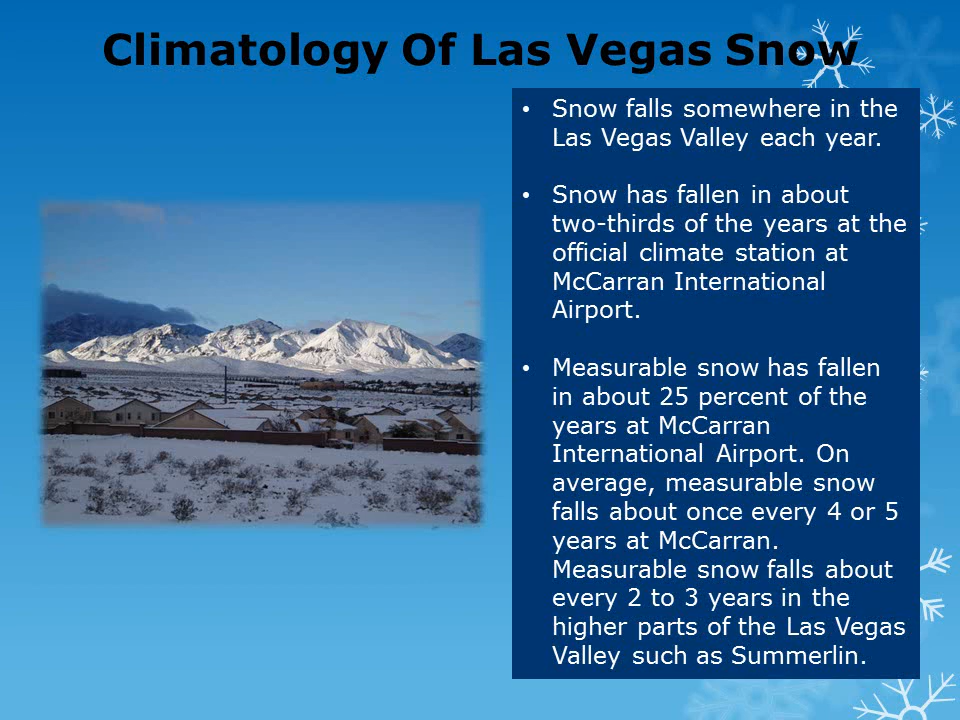 Climatology Of Las Vegas Snow
• Snow falls somewhere in the
Las Vegas Valley each year.
• Snow has fallen in about
two-thirds of the years at the
official climate station at
McCarran International
Airport.
• Measurable snow has fallen
in about 25 percent of the
years at McCarran
International Airport. On
average, measurable snow
falls about once every 4 or 5
years at McCarran.
Measurable snow falls about
every 2 to 3 years in the
higher parts of the Las Vegas
Valley such as Summerlin.